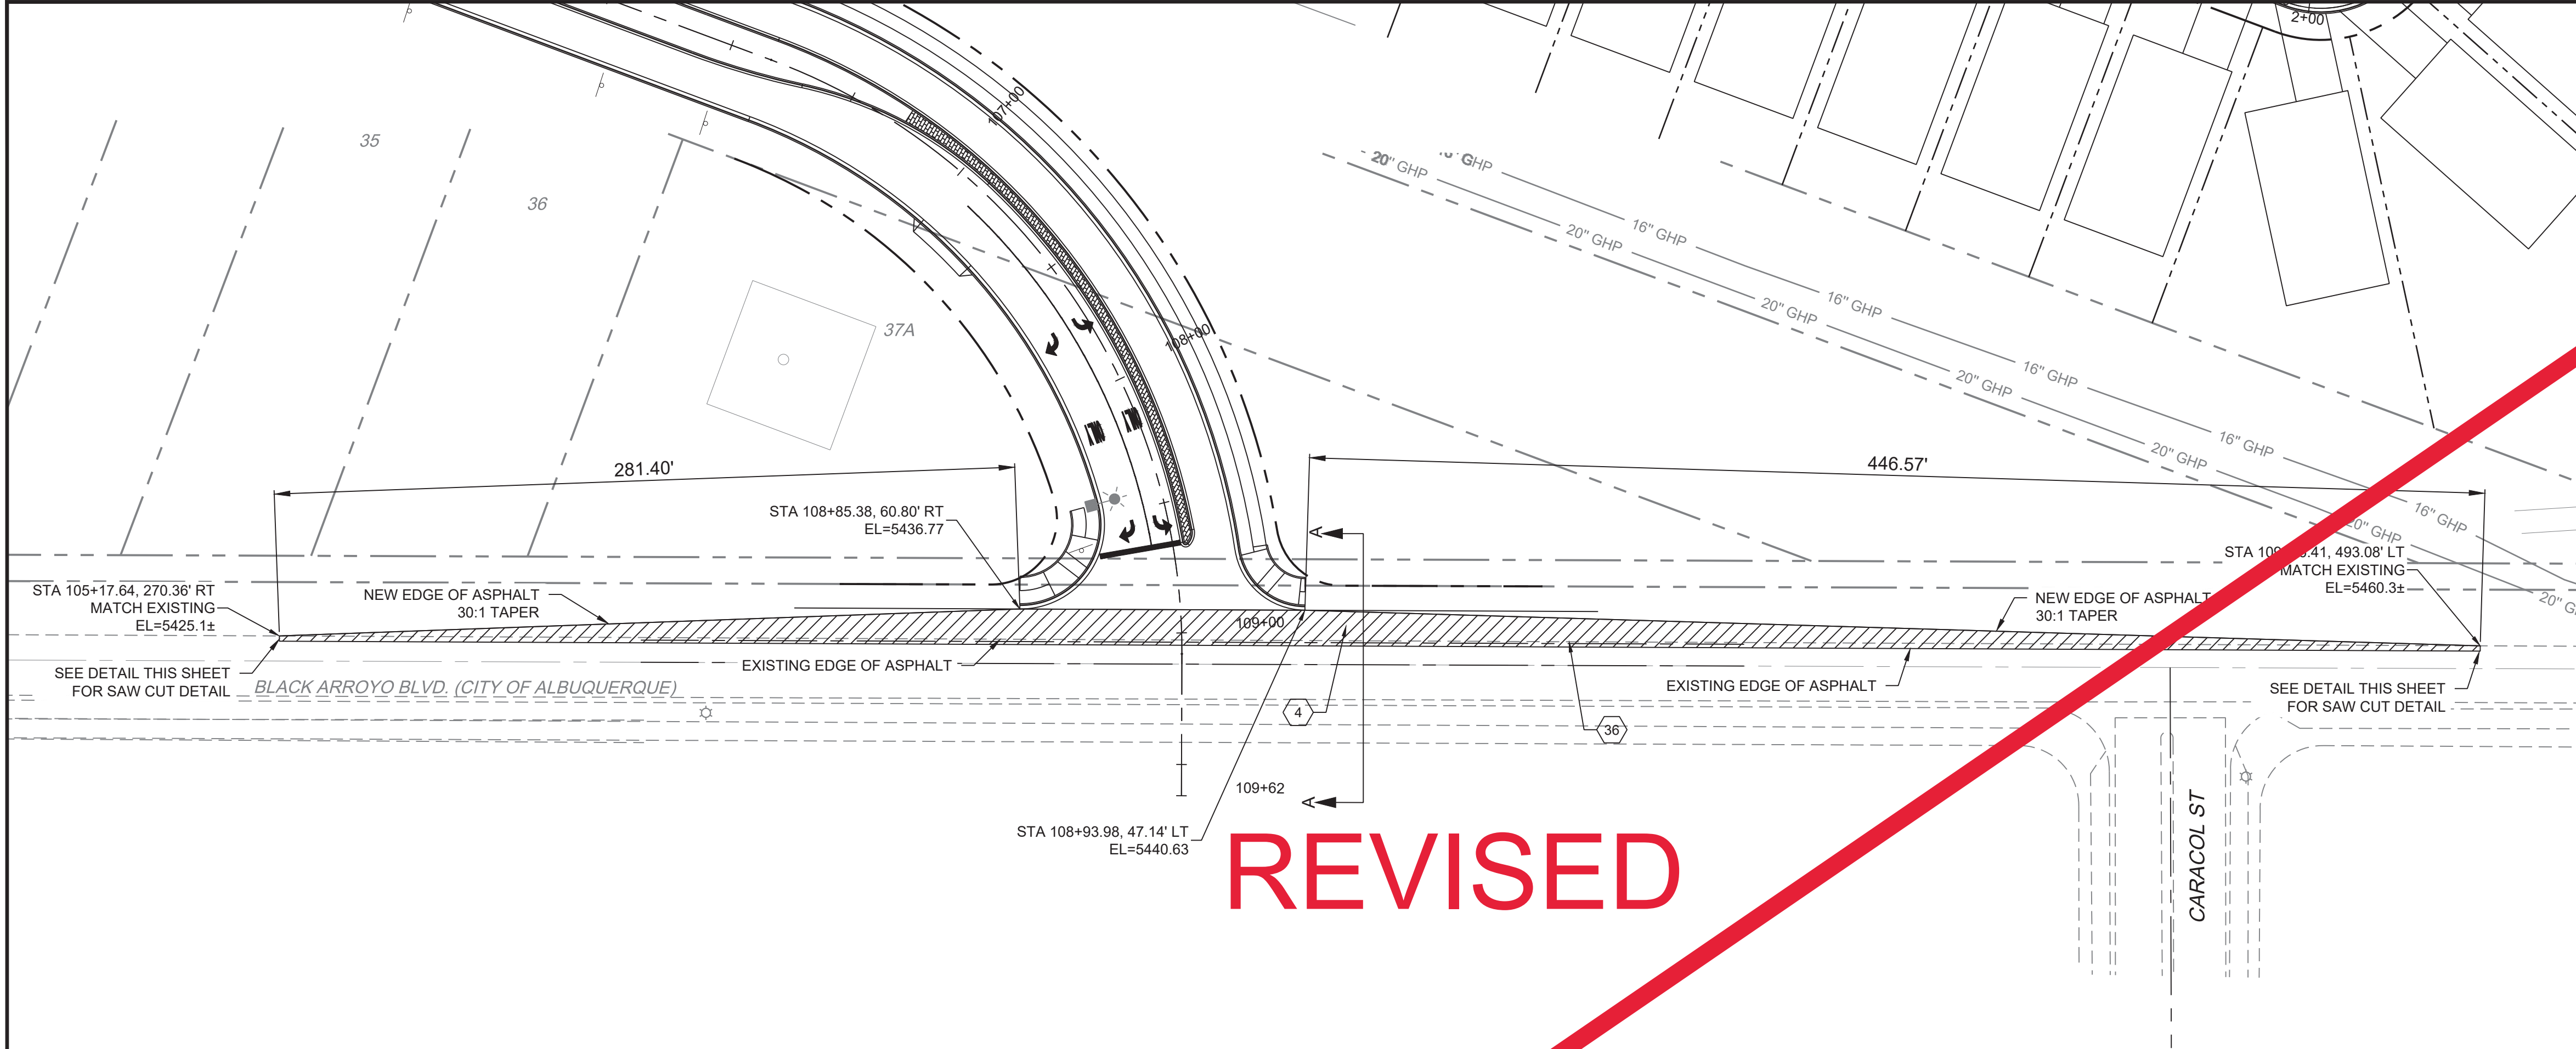 2+00
107+00
35
36
20" GHP
GHP
16" GHP
20" GHP
16" GHP
20" GHP
16" GHP
20" GHP
16" GHP
20" GHP
16" GHP
GHP
20"
37A
108+00
281.40'
446.57'
STA 108+85.38, 60.80' RT
EL=5436.77
A
STA 105+17.64, 270.36' RT
MATCH EXISTING
EL=5425.1±
NEW EDGE OF ASPHALT
30:1 TAPER
493.08' LT
MATCH EXISTING
EL=5460.3±
NEW EDGE OF ASPHALT
30:1 TAPER
109+00
SEE DETAIL THIS SHEET
FOR SAW CUT DETAIL
EXISTING EDGE OF ASPHALT
BLACK ARROYO BLVD. (CITY OF ALBUQUERQUE)
EXISTING EDGE OF ASPHALT
SEE DETAIL THIS SHEET
FOR SAW CUT DETAIL
4
36
109+62
A
STA 108+93.98, 47.14' LT
EL=5440.63
REVISED
CARACOL ST